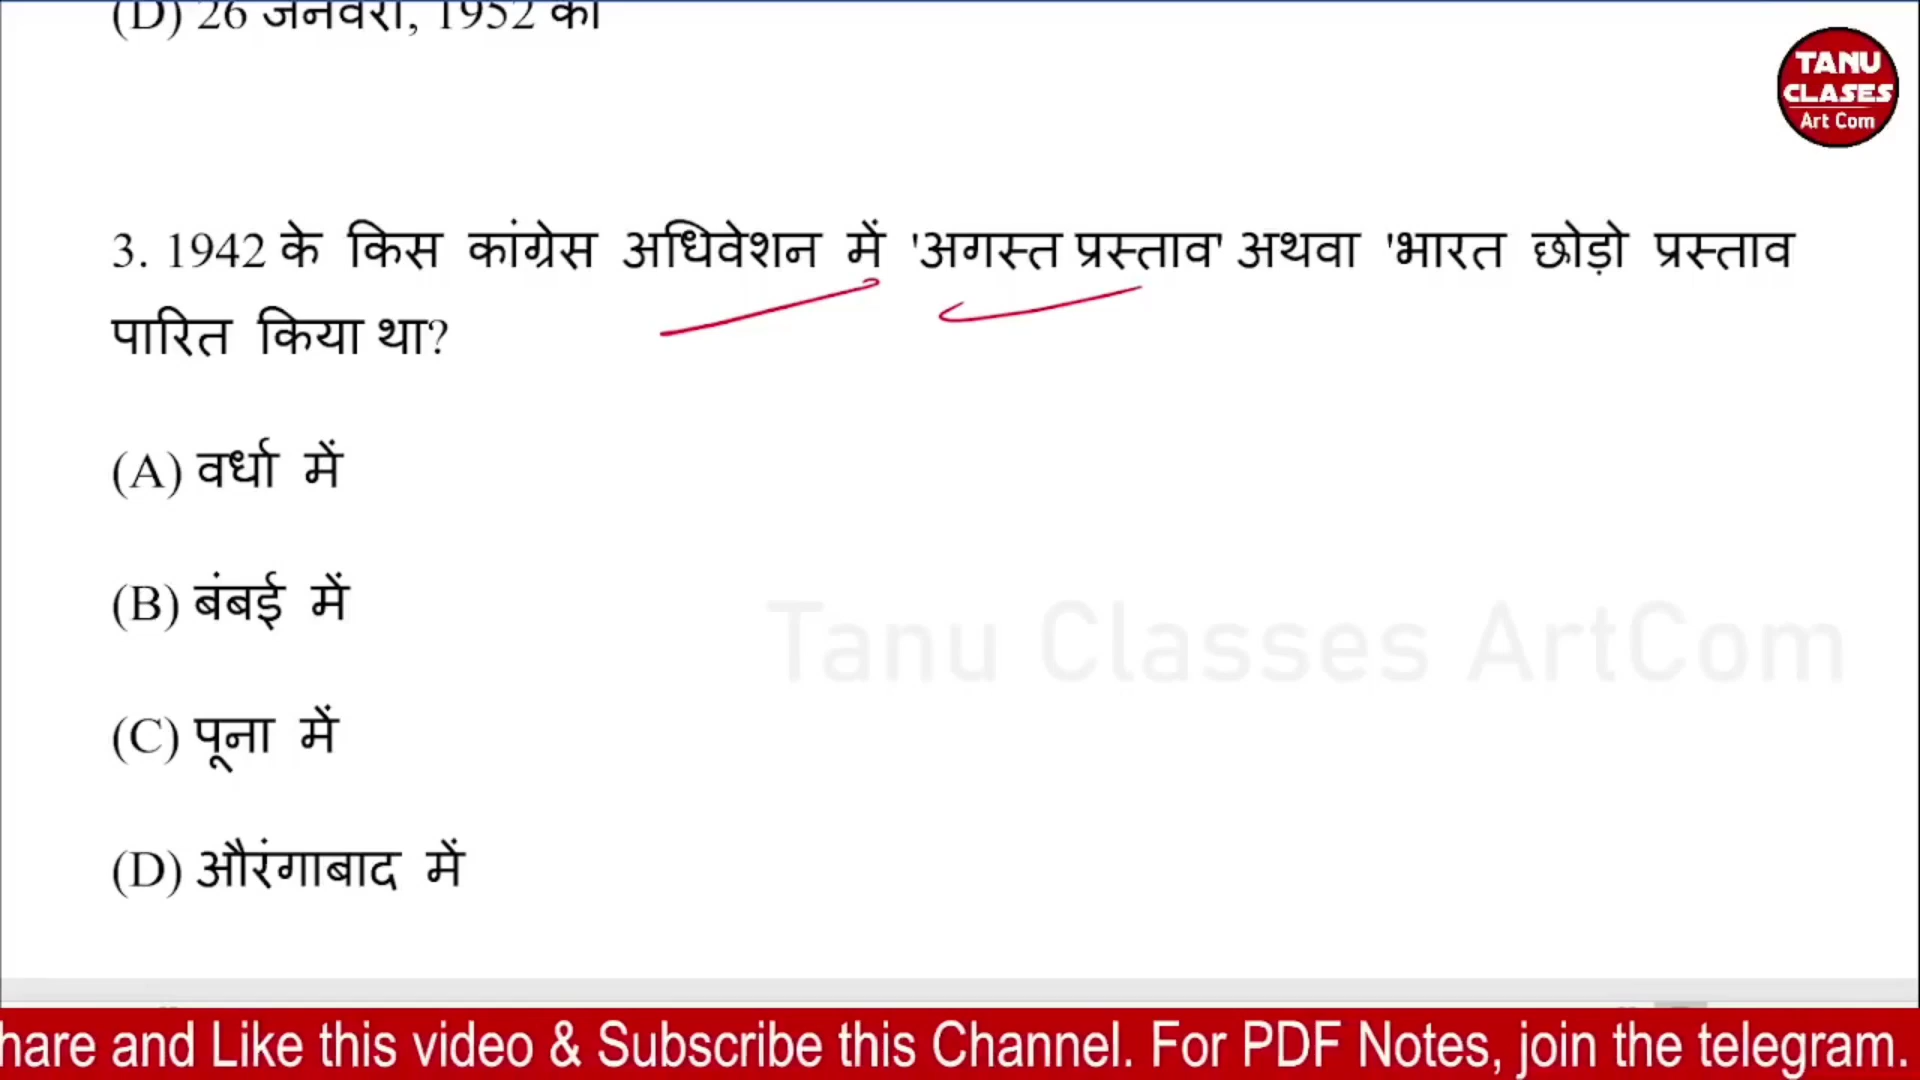 (D) 26 जनवरी, 1952 को
TANU
CLASES
Art Com
3. 1942 के किस कांग्रेस अधिवेशन में 'अगस्त प्रस्ताव' अथवा 'भारत छोड़ो प्रस्ताव
पारित किया था?
(A) वर्धा में
(B) बंबई में
Tanu Classes ArtCom
(C) पूना में
(D) औरंगाबाद में
hare and Like this video & Subscribe this Channel. For PDF Notes, join the telegram.